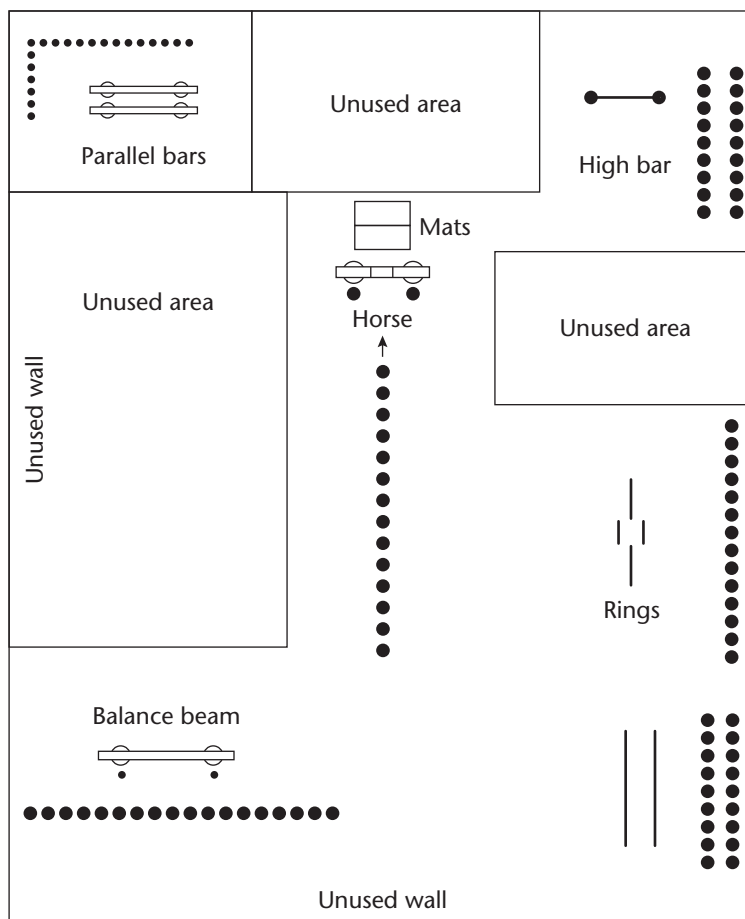 Unused area
High bar
Parallel bars
Mats
Unused area
Horse
Unused area
Unused wall
Rings
Balance beam
Unused wall